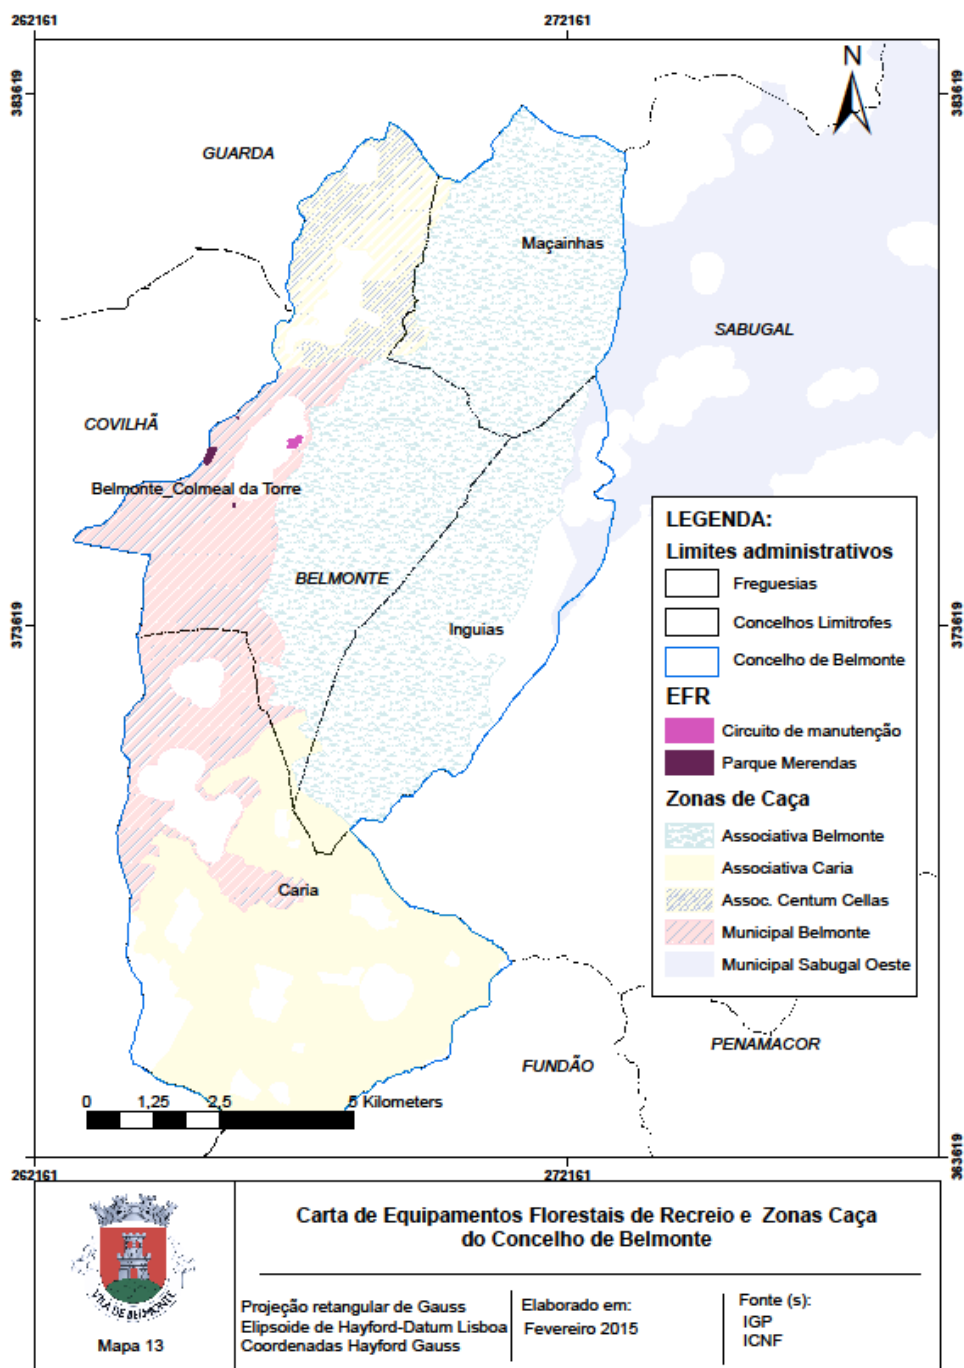 262161
272161
383619
383619
N
GUARDA
Maçainhas
SABUGAL
COVILHÃ
Belmonte_Colmeal da Torre
BELMONTE
Inguias
373619
373619
Caria
FUNDÃO
PENAMACOR
LEGENDA:
Limites administrativos
Freguesias
Concelhos Limitrofes
Concelho de Belmonte
EFR
Circuito de manutenção
Parque Merendas
Zonas de Caça
Associativa Belmonte
Associativa Caria
Assoc. Centum Cellas
Municipal Belmonte
Municipal Sabugal Oeste
0 1,25 2,5 5 Kilometers
363619
262161
272161
VILA DE BELMONTE
Mapa 13
Carta de Equipamentos Florestais de Recreio e Zonas Caça
do Concelho de Belmonte
Projeção retangular de Gauss
Elipsoide de Hayford-Datum Lisboa
Coordenadas Hayford Gauss
Elaborado em:
Fevereiro 2015
Fonte (s):
IGP
ICNF